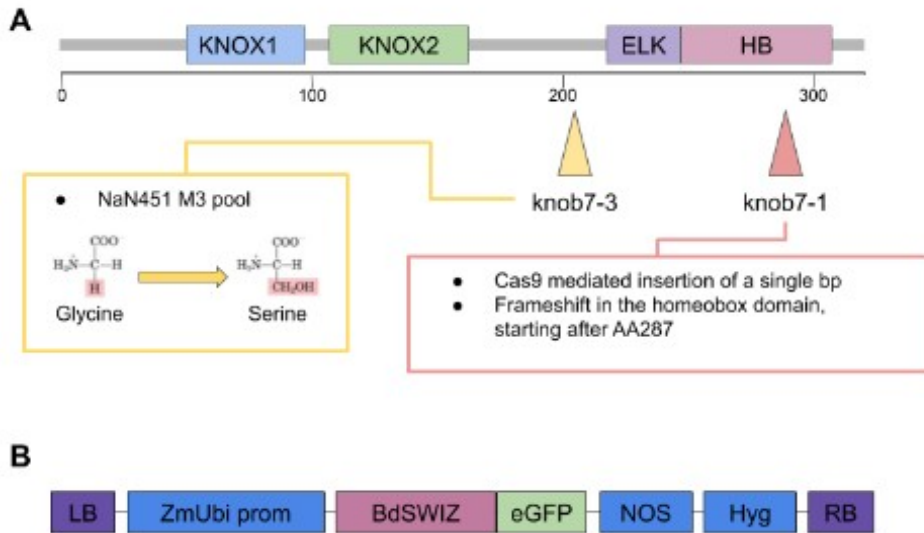 A
KNOX1 KNOX2 ELK HB
0 100 200 300
knob7-3 knob7-1
● NaN451 M3 pool
COO⁻ COO⁻
H₃N⁺ C H H₃N⁺ C H
H CH₂OH
Glycine Serine
● Cas9 mediated insertion of a single bp
● Frameshift in the homeobox domain,
starting after AA287
B
LB ZmUbi prom BdSWIZ eGFP NOS Hyg RB